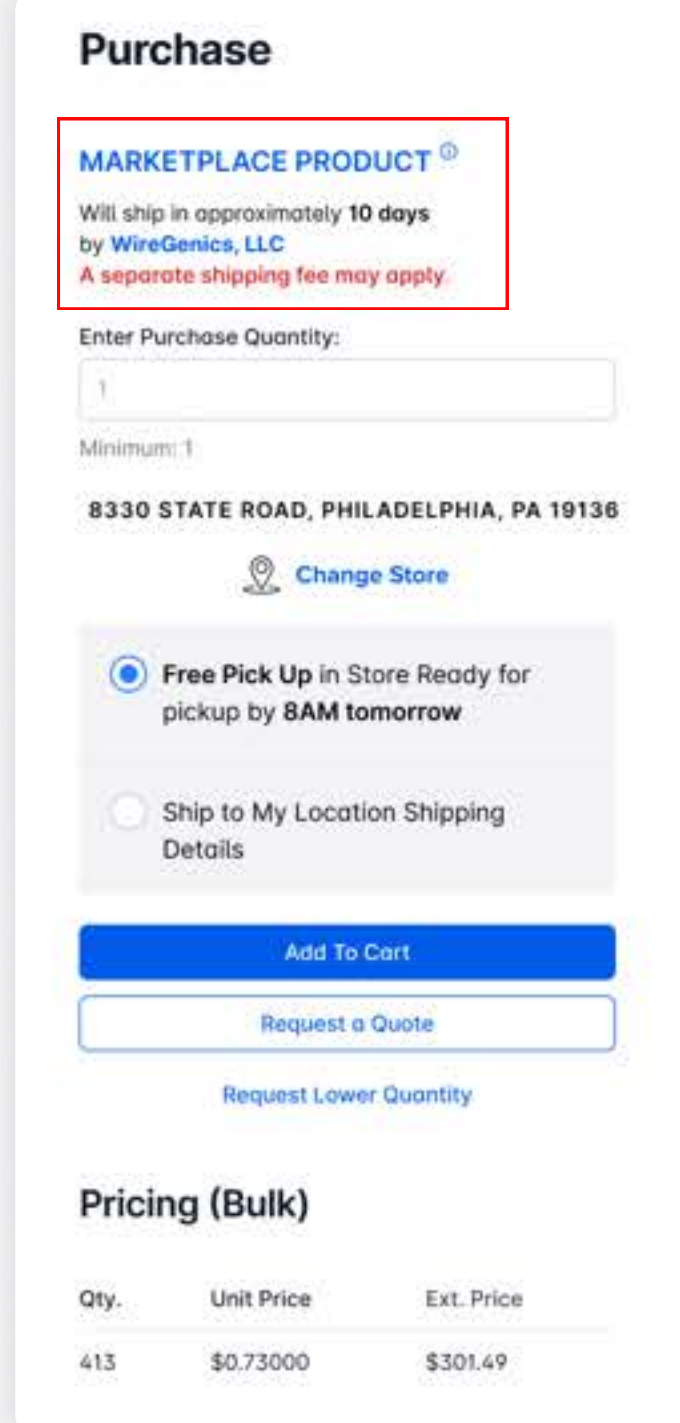 Purchase
MARKETPLACE PRODUCT
Will ship in approximately 10 days
by WireGenics, LLC
A separate shipping fee may apply.
Enter Purchase Quantity:
1
Minimum: 1
8330 STATE ROAD, PHILADELPHIA, PA 19136
Change Store
Free Pick Up in Store Ready for
pickup by 8AM tomorrow
Ship to My Location Shipping
Details
Add To Cart
Request a Quote
Request Lower Quantity
Pricing (Bulk)
Qty. Unit Price Ext. Price
413 $0.73000 $301.49